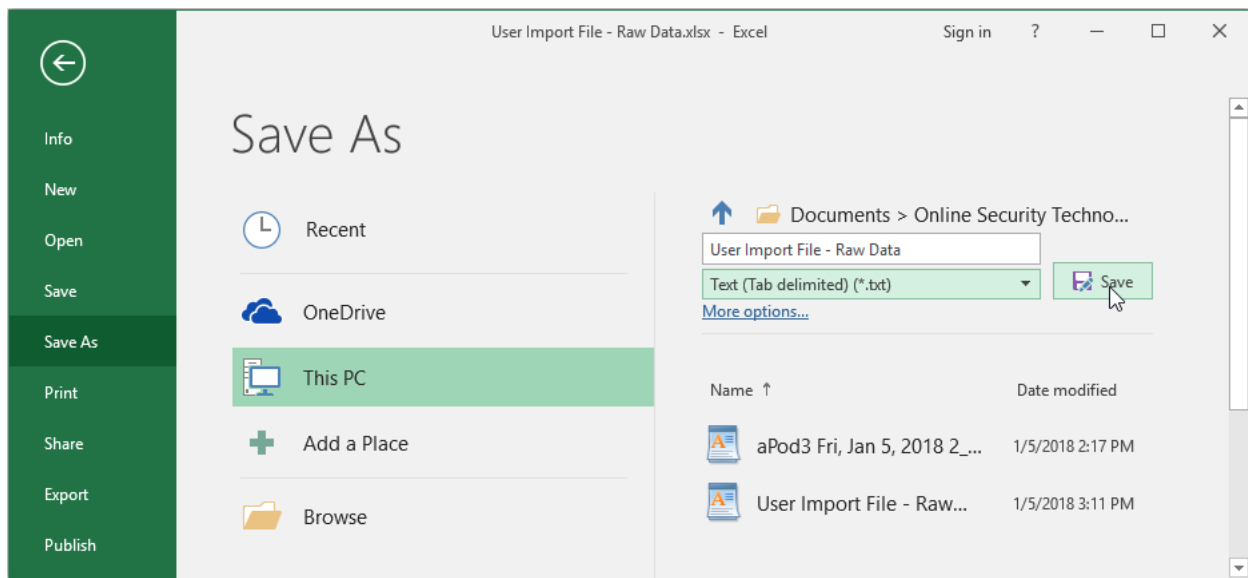 User Import File - Raw Data.xlsx - Excel
Sign in
?
Info
New
Open
Save
Save As
Print
Share
Export
Publish
Save As
Recent
OneDrive
This PC
Add a Place
Browse
Documents > Online Security Techno...
User Import File - Raw Data
Text (Tab delimited) (*.txt)
Save
More options...
Name ↑ Date modified
aPod3 Fri, Jan 5, 2018 2_... 1/5/2018 2:17 PM
User Import File - Raw... 1/5/2018 3:11 PM